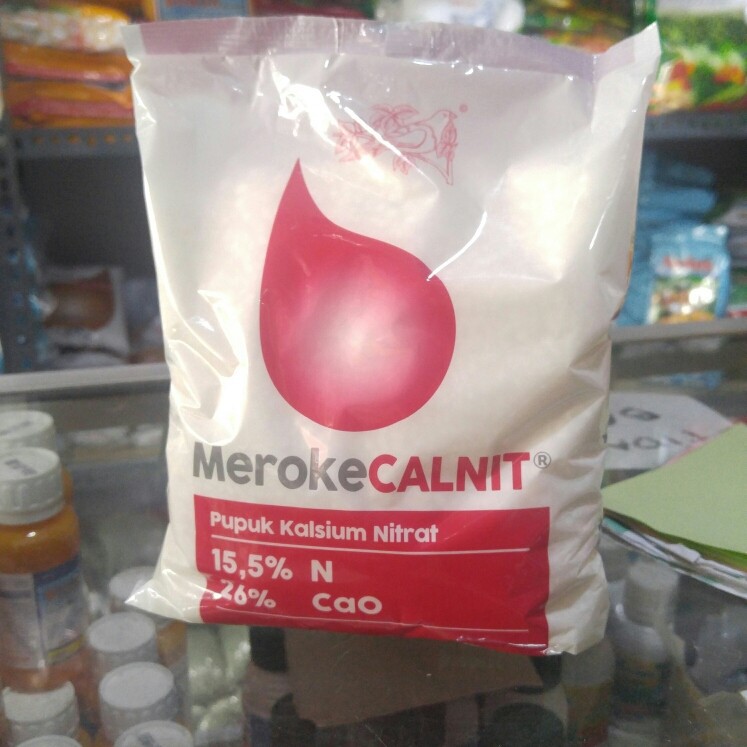 MerokeCALNIT®
Pupuk Kalsium Nitrat
15,5% N
26% CaO